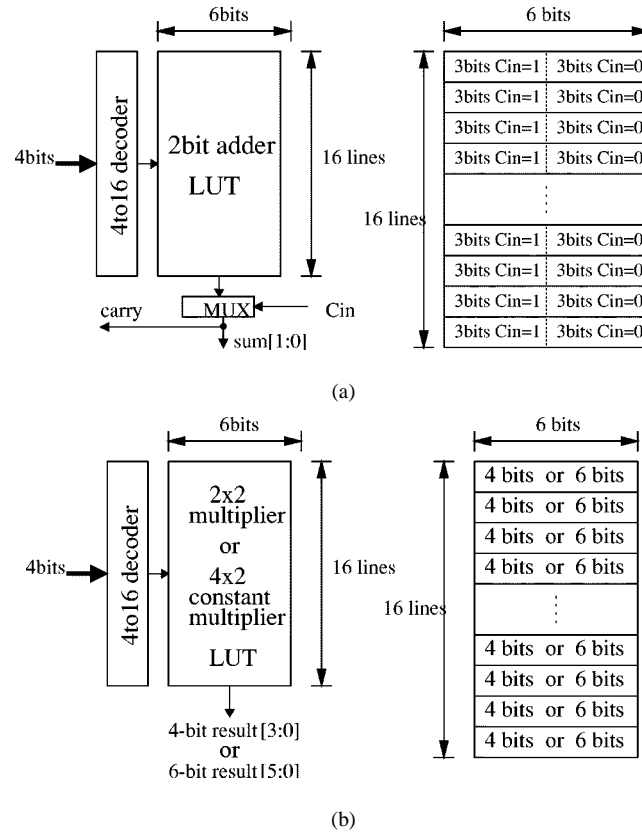 6bits
6 bits
4bits
4to16 decoder
2bit adder
LUT
16 lines
MUX
Cin
carry
sum[1:0]
16 lines
3bits Cin=1 3bits Cin=0
3bits Cin=1 3bits Cin=0
3bits Cin=1 3bits Cin=0
3bits Cin=1 3bits Cin=0
3bits Cin=1 3bits Cin=0
3bits Cin=1 3bits Cin=0
3bits Cin=1 3bits Cin=0
3bits Cin=1 3bits Cin=0
(a)
6bits
6 bits
4bits
4to16 decoder
2x2
multiplier
or
4x2
constant
multiplier
LUT
16 lines
4-bit result[3:0]
or
6-bit result[5:0]
16 lines
4 bits or 6 bits
4 bits or 6 bits
4 bits or 6 bits
4 bits or 6 bits
4 bits or 6 bits
4 bits or 6 bits
4 bits or 6 bits
4 bits or 6 bits
(b)